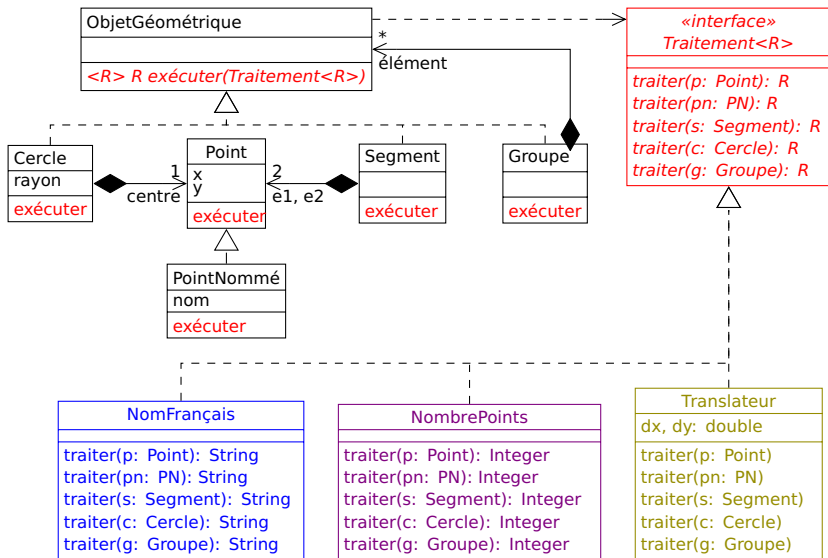 ObjetGéométrique
<R> R exécuter(Traitement<R>)
«interface»
Traitement<R>
traiter(p: Point): R
traiter(pn: PN): R
traiter(s: Segment): R
traiter(c: Cercle): R
traiter(g: Groupe): R
*
élément
Cercle
rayon
exécuter
1
centre
Point
x
y
exécuter
2
e1, e2
Segment
exécuter
Groupe
exécuter
PointNommé
nom
exécuter
NomFrançais
traiter(p: Point): String
traiter(pn: PN): String
traiter(s: Segment): String
traiter(c: Cercle): String
traiter(g: Groupe): String
NombrePoints
traiter(p: Point): Integer
traiter(pn: PN): Integer
traiter(s: Segment): Integer
traiter(c: Cercle): Integer
traiter(g: Groupe): Integer
Translateur
dx, dy: double
traiter(p: Point)
traiter(pn: PN)
traiter(s: Segment)
traiter(c: Cercle)
traiter(g: Groupe)